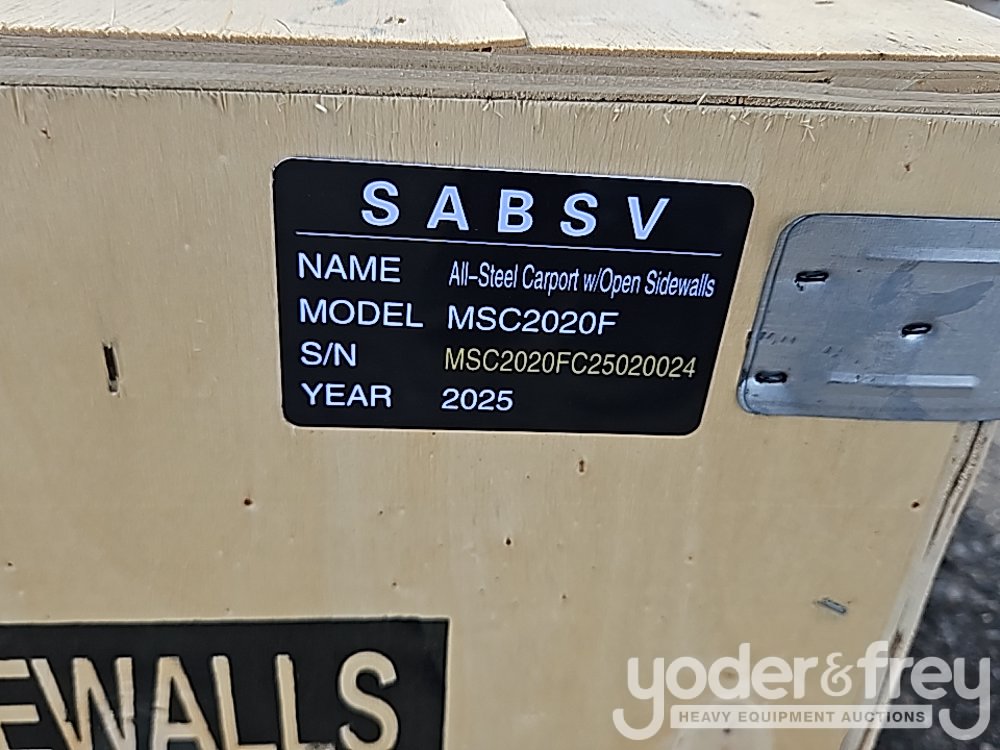 SABSV
NAME All-Steel Carport w/Open Sidewalls
MODEL MSC2020F
S/N MSC2020FC25020024
YEAR 2025
EWALLS
yoder&frey
HEAVY EQUIPMENT AUCTIONS